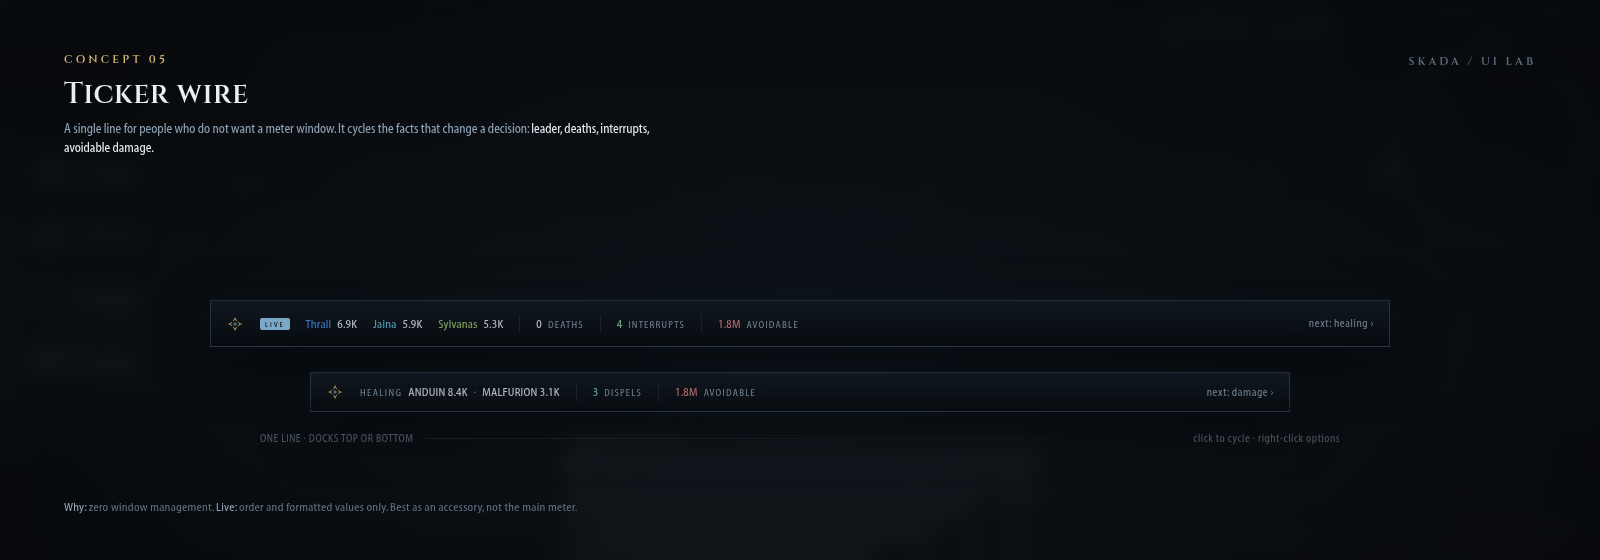 CONCEPT 05
SKADA / UI LAB
TICKER WIRE
A single line for people who do not want a meter window. It cycles the facts that change a decision: leader, deaths, interrupts,
avoidable damage.
LIVE Thrall 6.9K Jaina 5.9K Sylvanas 5.3K 0 DEATHS 4 INTERRUPTS 1.8M AVOIDABLE next: healing ›
HEALING ANDUIN 8.4K · MALFURION 3.1K 3 DISPELS 1.8M AVOIDABLE next: damage ›
ONE LINE · DOCKS TOP OR BOTTOM click to cycle · right-click options
Why: zero window management. Live: order and formatted values only. Best as an accessory, not the main meter.